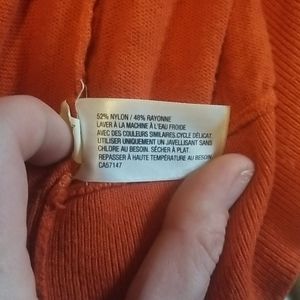 52% NYLON / 48% RAYONNE
LAVER À LA MACHINE À L'EAU FROIDE
AVEC DES COULEURS SIMILAIRES.CYCLE DÉLICAT.
UTILISER UNIQUEMENT UN JAVELLISANT SANS
CHLORE AU BESOIN. SÉCHER À PLAT.
REPASSER À HAUTE TEMPÉRATURE AU BESOIN
CA57147